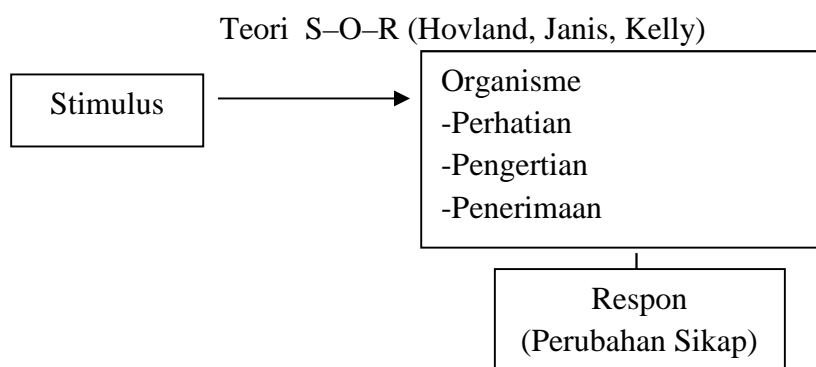 Teori S–O–R (Hovland, Janis, Kelly)
Stimulus
Organisme
-Perhatian
-Pengertian
-Penerimaan
Respon
(Perubahan Sikap)